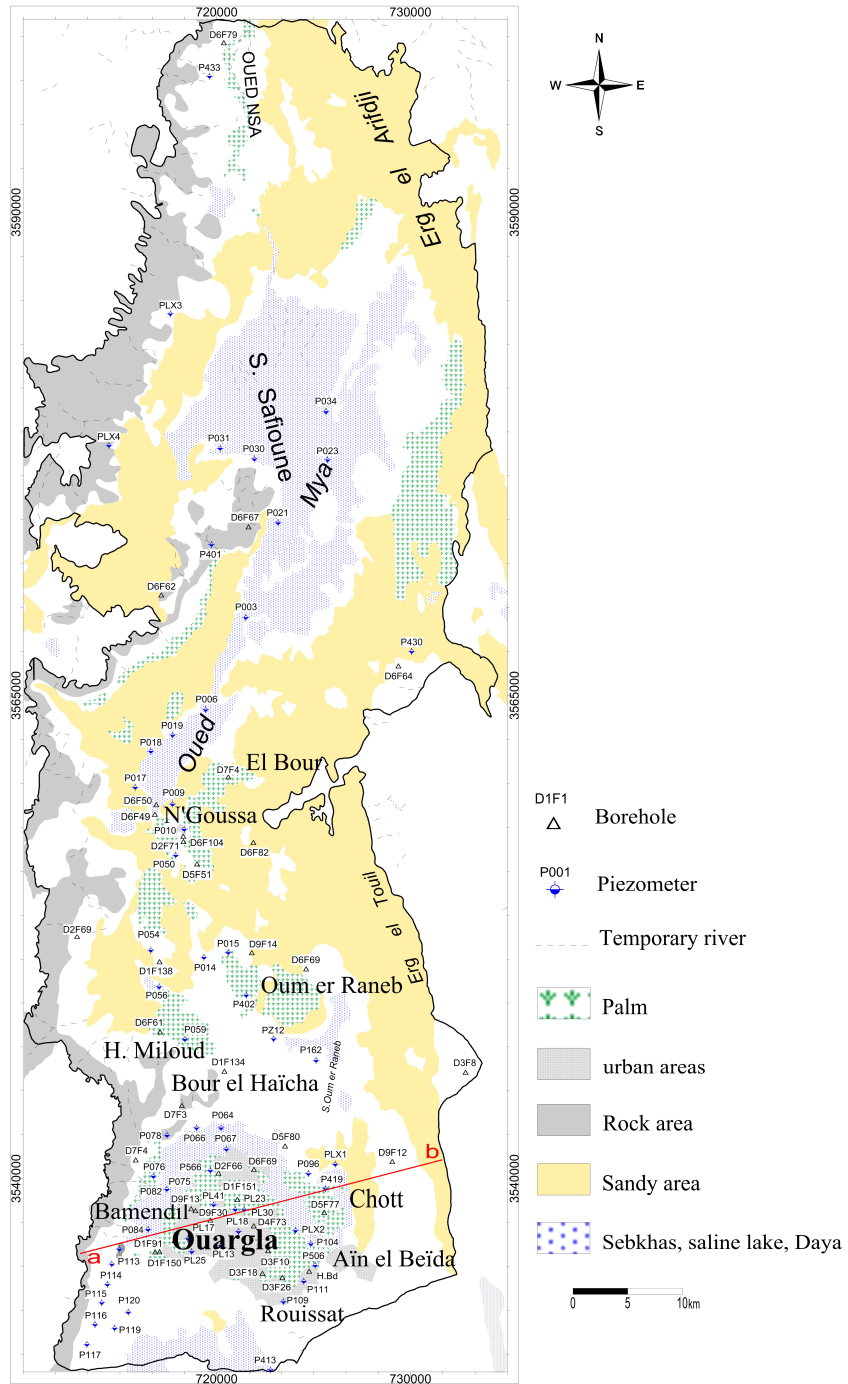 720000
730000
D6F79
P433
OUED NSA
Erg el Arifdji
N
W
E
S
3590000
3590000
PLX3
S. Safioune
P034
PLX4
P031
P030
P023
Mya
D6F67
P021
P401
D6F62
P003
P430
D6F64
3565000
3565000
P006
P019
Oued
P018
El Bour
D7F4
P017
P009
D6F50
D6F49
N'Goussa
P010
D2F71
D6F104
D6F82
P050
D5F51
Erg el Touil
D2F69
P054
P015
D9F14
D1F138
P014
D6F69
P056
P402
Oum er Raneb
D6F61
P059
PZ12
H. Miloud
P162
D1F134
D3F8
Bour el Haïcha
S.Oum er Raneb
D7F3
P064
P078
P066
P067
D5F80
D7F4
PLX1
D9F12
b
P076
P566
D2F66
D6F69
P096
3540000
3540000
P082
P075
D1F151
P419
D9F13
PL41
PL23
Chott
D5F77
Bamendil
D9F30
PL30
P084
PL17
PL18
D4F73
PLX2
Ouargla
P104
a
D1F91
PL13
P113
D1F150
PL25
D3F10
P506
Aïn el Beïda
P114
D3F18
H.Bd
D3F26
P111
P115
P120
P109
Rouissat
P116
P119
P117
P413
720000
730000
D1F1
Borehole
P001
Piezometer
Temporary river
Palm
urban areas
Rock area
Sandy area
Sebkhas, saline lake, Daya
0 5 10km